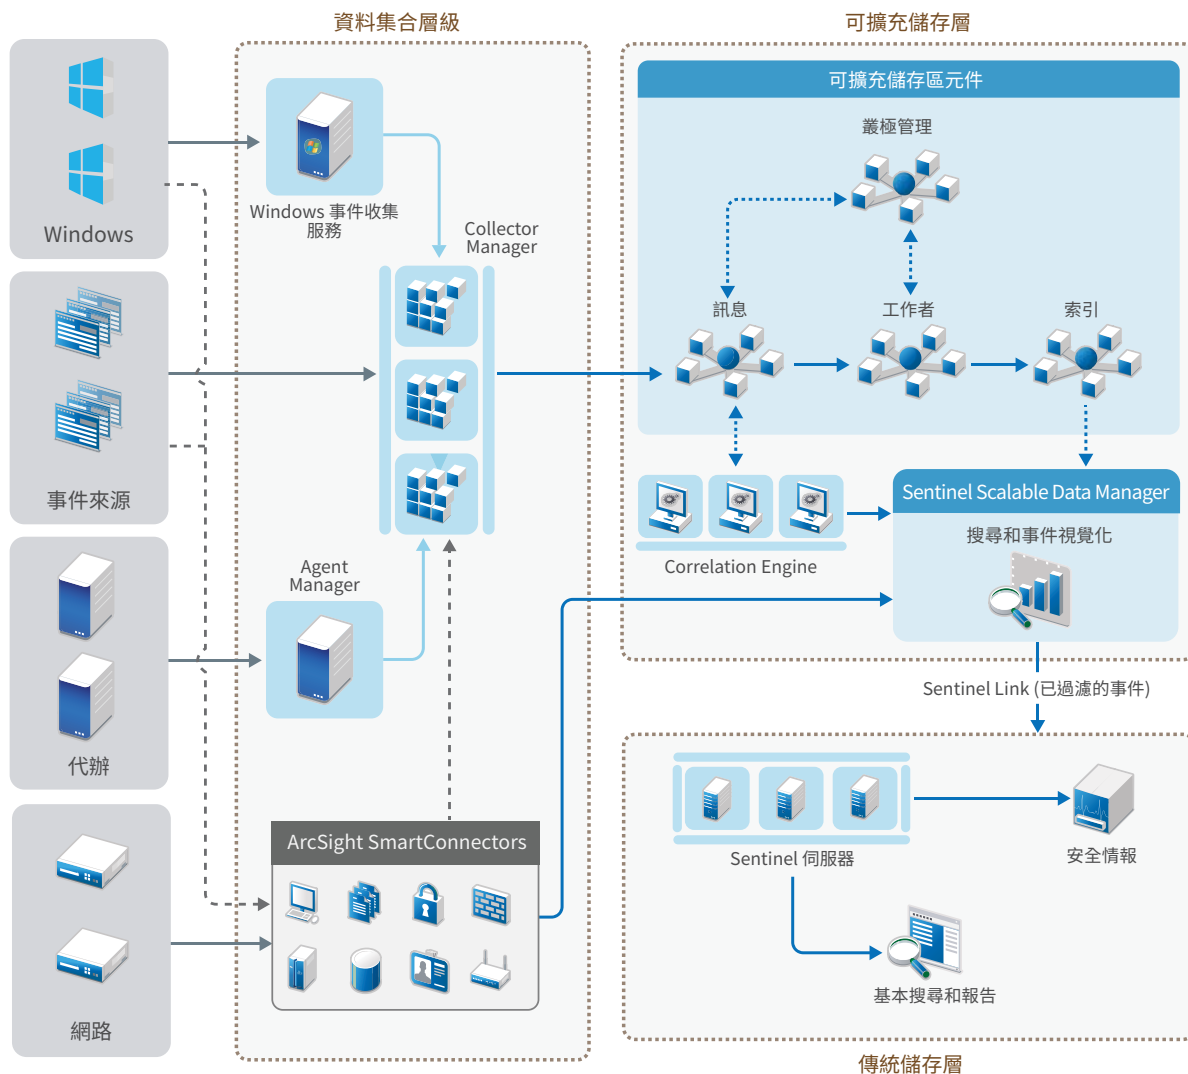 資料集合層級
可擴充儲存層
Windows
事件來源
代辦
網路
Windows 事件收集
服務
Collector
Manager
Agent
Manager
ArcSight SmartConnectors
可擴充儲存區元件
叢極管理
訊息
工作者
索引
Correlation Engine
Sentinel Scalable Data Manager
搜尋和事件視覺化
Sentinel Link (已過濾的事件)
Sentinel 伺服器
安全情報
基本搜尋和報告
傳統儲存層